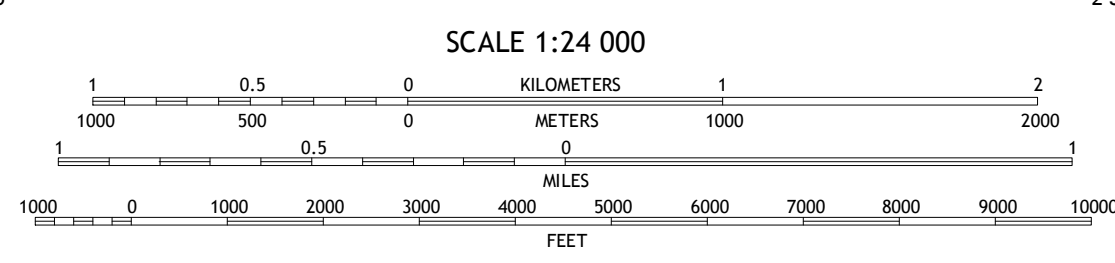 SCALE 1:24 000
1 0.5 0 KILOMETERS 1 2
1000 500 0 METERS 1000 2000
1 0.5 0 1
MILES
1000 0 1000 2000 3000 4000 5000 6000 7000 8000 9000 10000
FEET